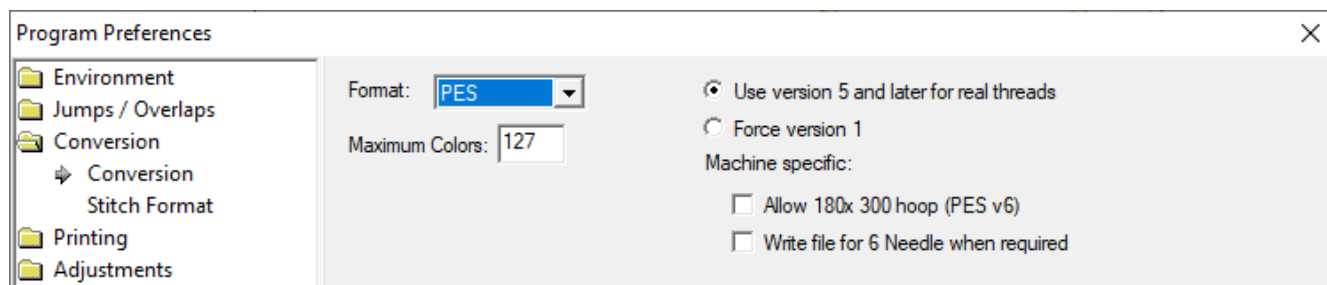 Program Preferences
Environment
Jumps / Overlaps
Conversion
Conversion
Stitch Format
Printing
Adjustments
Format: PES
Maximum Colors: 127
Use version 5 and later for real threads
Force version 1
Machine specific:
Allow 180x 300 hoop (PES v6)
Write file for 6 Needle when required